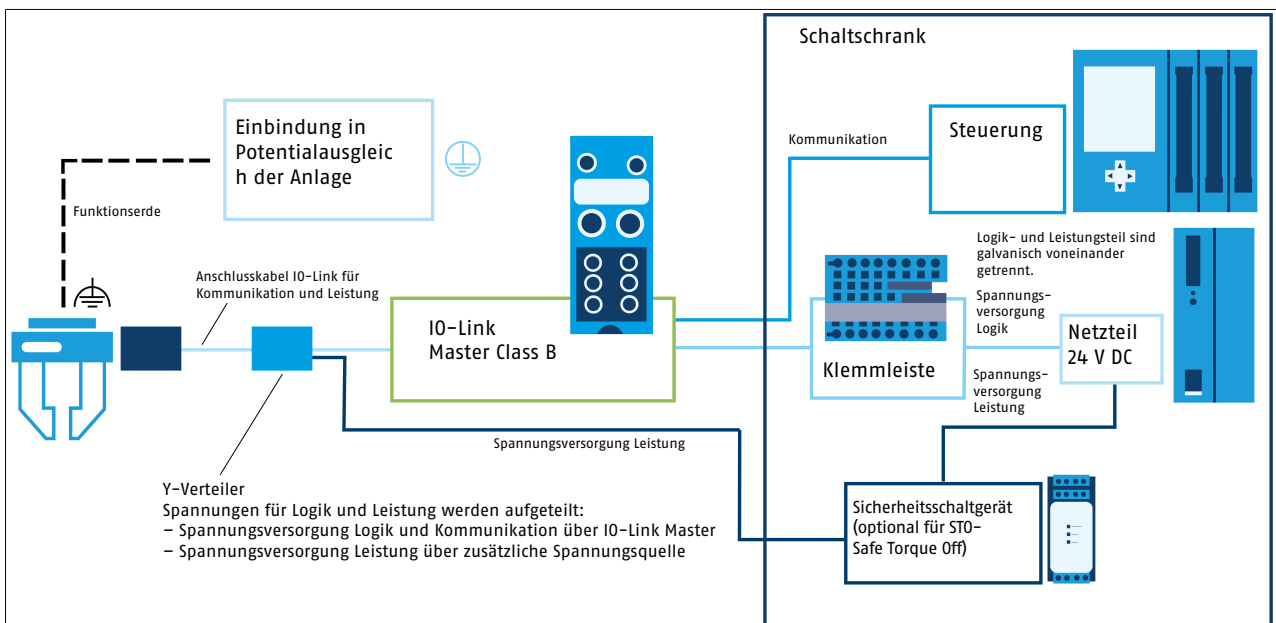 Schaltschrank
Einbindung in
Potentialausgleic
h der Anlage
Kommunikation
Steuerung
Funktionserde
Logik- und Leistungsteil sind
galvanisch voneinander
getrennt.
Anschlusskabel IO-Link für
Kommunikation und Leistung
Spannungs-
versorgung
Logik
IO-Link
Master Class B
Klemmleiste
Netzteil
24 V DC
Spannungs-
versorgung
Leistung
Spannungsversorgung Leistung
Y-Verteiler
Spannungen für Logik und Leistung werden aufgeteilt:
– Spannungsversorgung Logik und Kommunikation über IO-Link Master
– Spannungsversorgung Leistung über zusätzliche Spannungsquelle
Sicherheitsschaltgerät
(optional für STO-
Safe Torque Off)